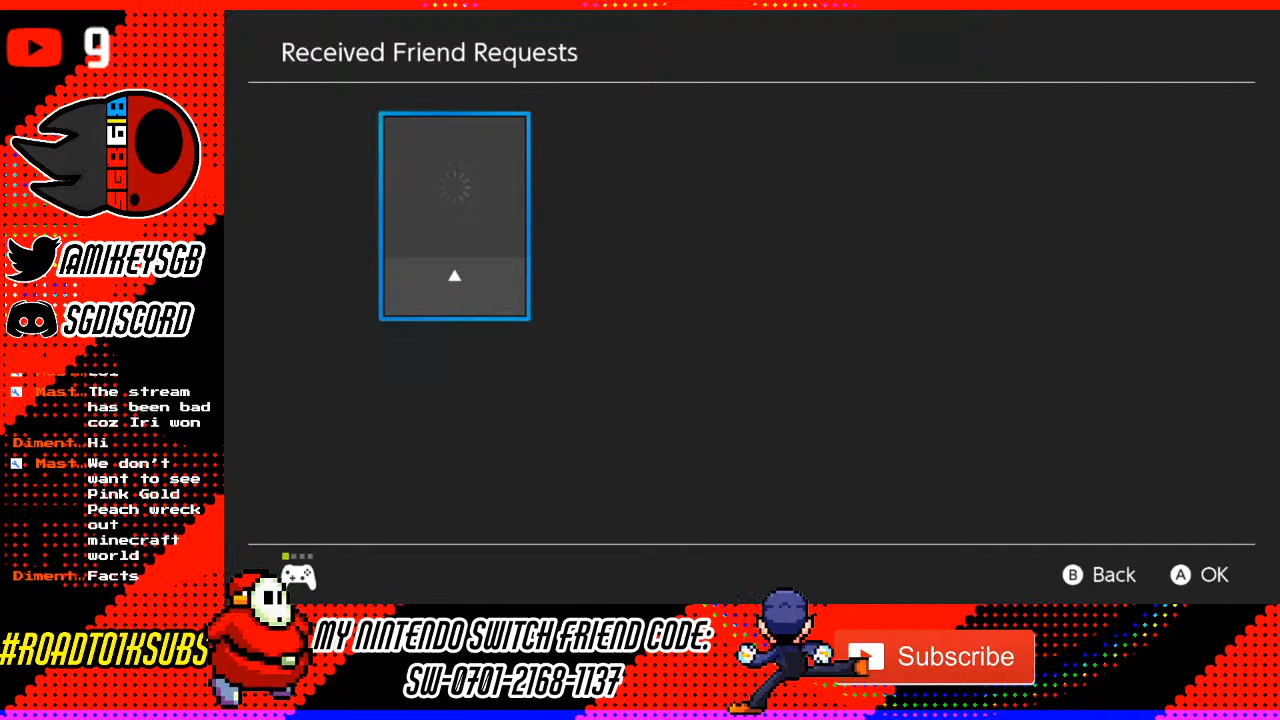 9
Received Friend Requests
SGBGB
@AMIKEYSGB
SGDISCORD
Mast..The stream
has been bad
coz Iri won
Diment..Hi
Mast..We don't
want to see
Pink Gold
Peach wreck
out
minecraft
world
Diment..Facts
B Back
A OK
#ROADTO1KSUBS
MY NINTENDO SWITCH FRIEND CODE:
SW-0701-2168-1137
Subscribe